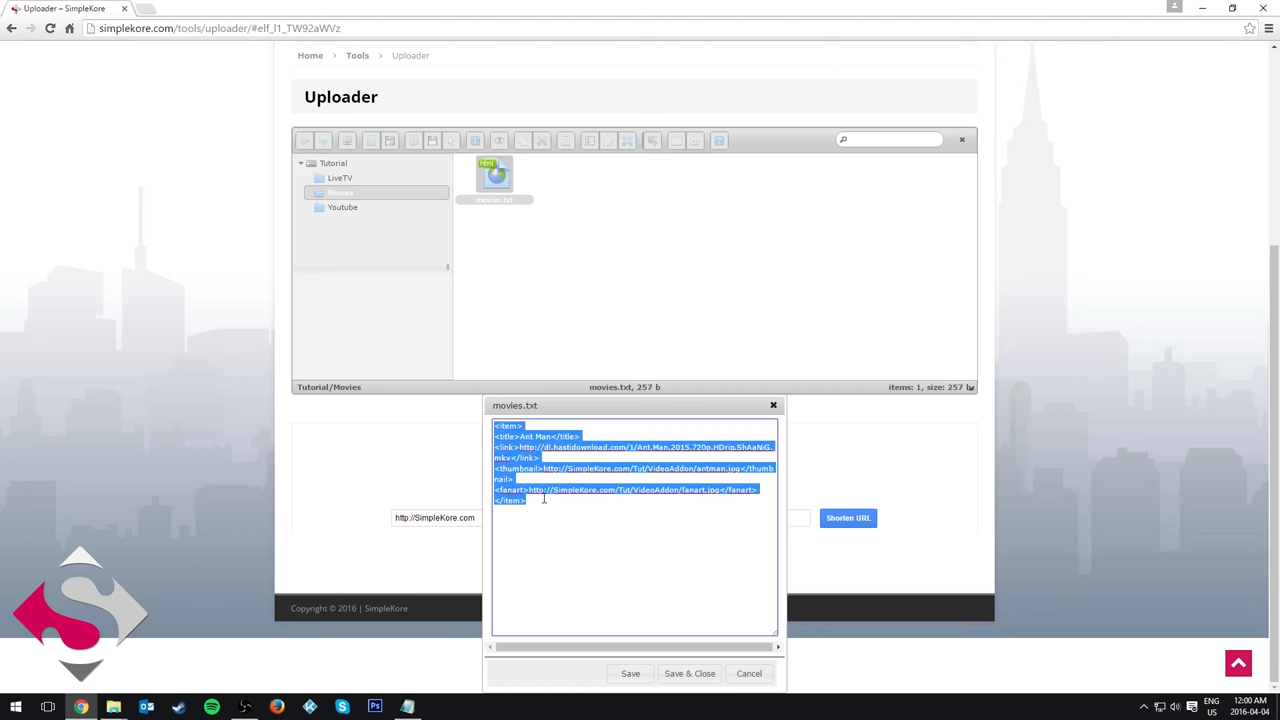 Uploader – SimpleKore
simplekore.com/tools/uploader/#elf_l1_TW92aWVz
Home > Tools > Uploader
Uploader
Tutorial
LiveTV
Movies
Youtube
html
movies.txt
Tutorial/Movies
movies.txt, 257 b
items: 1, size: 257 b
movies.txt
<item>
<title>Ant Man</title>
<link>http://dl.hastidownload.com/1/Ant.Man.2015.720p.HDrip.ShAaNiG.
mkv</link>
<thumbnail>http://SimpleKore.com/Tut/VideoAddon/antman.jpg</thumb
nail>
<fanart>http://SimpleKore.com/Tut/VideoAddon/fanart.jpg</fanart>
</item>
http://SimpleKore.com
Shorten URL
Copyright © 2016 | SimpleKore
Save
Save & Close
Cancel
ENG
US
12:00 AM
2016-04-04